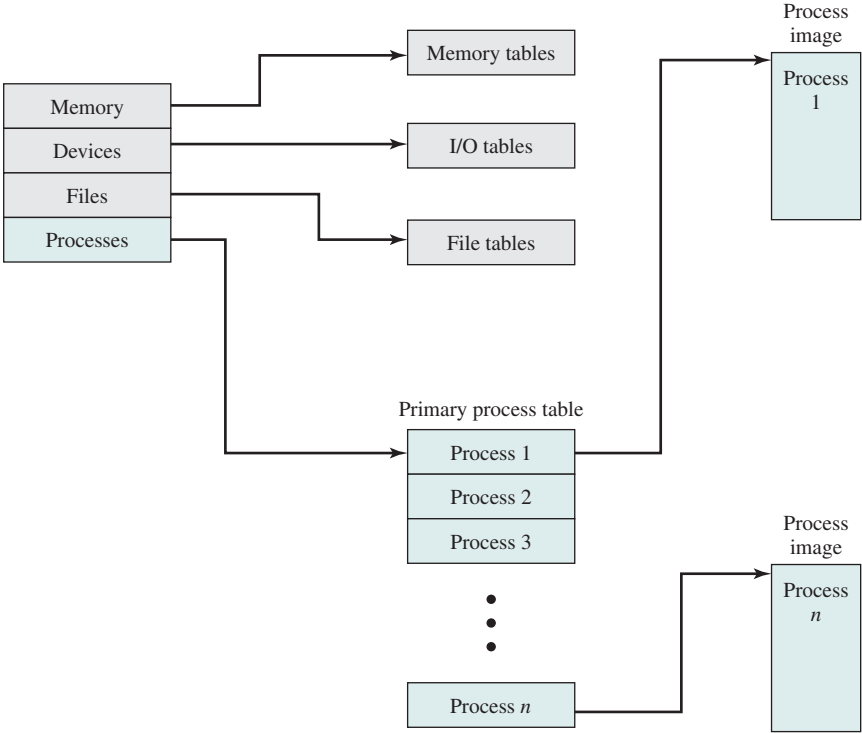 Memory
Devices
Files
Processes
Memory tables
I/O tables
File tables
Primary process table
Process 1
Process 2
Process 3
Process n
Process
image
Process
1
Process
image
Process
n